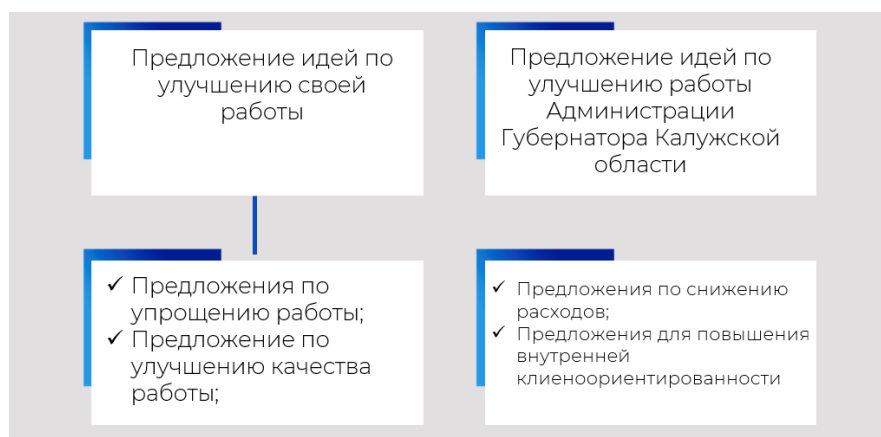 Предложение идей по
улучшению своей
работы
Предложение идей по
улучшению работы
Администрации
Губернатора Калужской
области
✓ Предложения по
упрощению работы;
✓ Предложение по
улучшению качества
работы;
✓ Предложения по снижению
расходов;
✓ Предложения для повышения
внутренней
клиеноориентированности